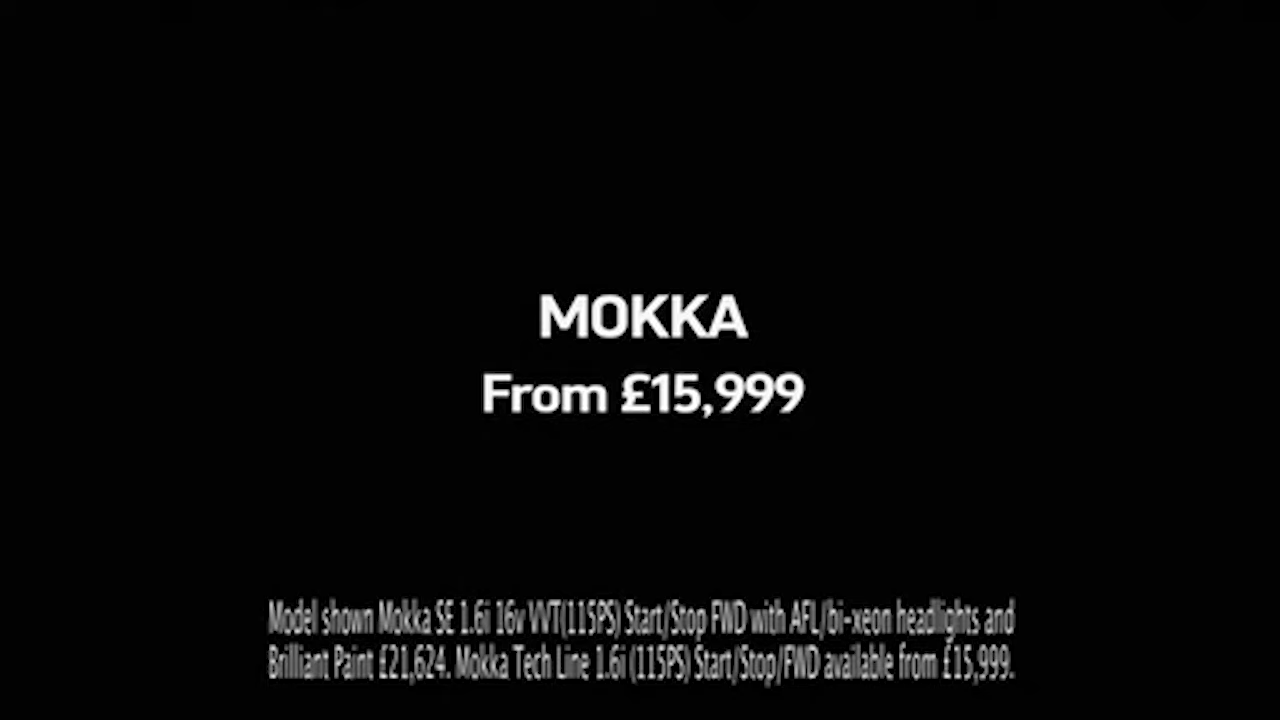 MOKKA
From £15,999
Model shown Mokka SE 1.6i 16v VVT(115PS) Start/Stop FWD with AFL/bi-xeon headlights and
Brilliant Paint £21,624. Mokka Tech Line 1.6i (115PS) Start/Stop/FWD available from £15,999.